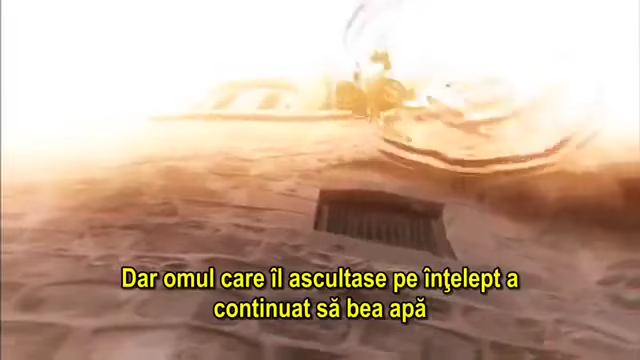 Dar omul care îl ascultase pe înţelept a
continuat să bea apă